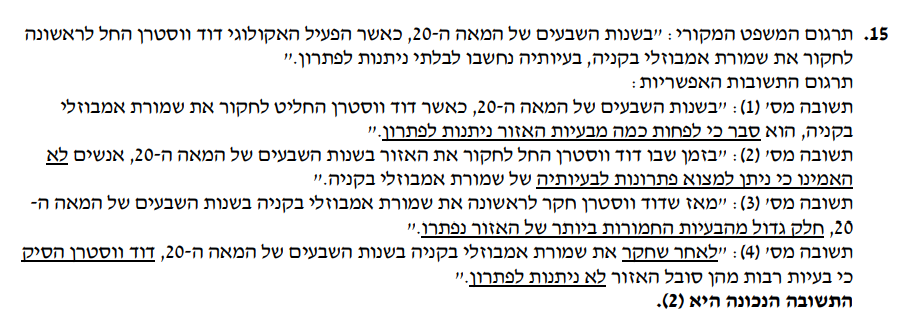 15. תרגום המשפט המקורי: "בשנות השבעים של המאה ה-20, כאשר הפעיל האקולוגי דוד ווסטרן החל לראשונה
לחקור את שמורת אמבוזלי בקניה, בעיותיה נחשבו לבלתי ניתנות לפתרון."
תרגום התשובות האפשריות:
תשובה מס' (1): "בשנות השבעים של המאה ה-20, כאשר דוד ווסטרן החליט לחקור את שמורת אמבוזלי
בקניה, הוא סבר כי לפחות כמה מבעיות האזור ניתנות לפתרון."
תשובה מס' (2): "בזמן שבו דוד ווסטרן החל לחקור את האזור בשנות השבעים של המאה ה-20, אנשים לא
האמינו כי ניתן למצוא פתרונות לבעיותיה של שמורת אמבוזלי בקניה."
תשובה מס' (3): "מאז שדוד ווסטרן חקר לראשונה את שמורת אמבוזלי בקניה בשנות השבעים של המאה ה-
20, חלק גדול מהבעיות החמורות ביותר של האזור נפתרו."
תשובה מס' (4): "לאחר שחקר את שמורת אמבוזלי בקניה בשנות השבעים של המאה ה-20, דוד ווסטרן הסיק
כי בעיות רבות מהן סובל האזור לא ניתנות לפתרון."
התשובה הנכונה היא (2).